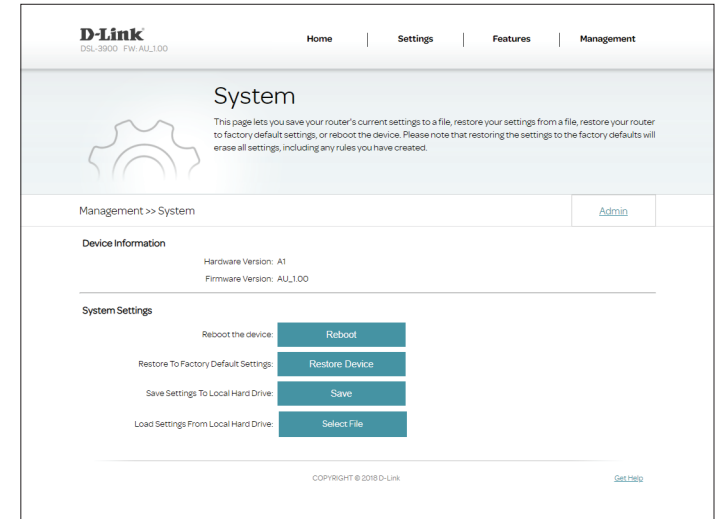 D-Link
DSL-3900 FW:AU_1.00
Home
Settings
Features
Management
System
This page lets you save your router's current settings to a file, restore your settings from a file, restore your router
to factory default settings, or reboot the device. Please note that restoring the settings to the factory defaults will
erase all settings, including any rules you have created.
Management >> System
Admin
Device Information
Hardware Version: A1
Firmware Version: AU_1.00
System Settings
Reboot the device: Reboot
Restore To Factory Default Settings: Restore Device
Save Settings To Local Hard Drive: Save
Load Settings From Local Hard Drive: Select File
COPYRIGHT © 2018 D-Link
Get Help